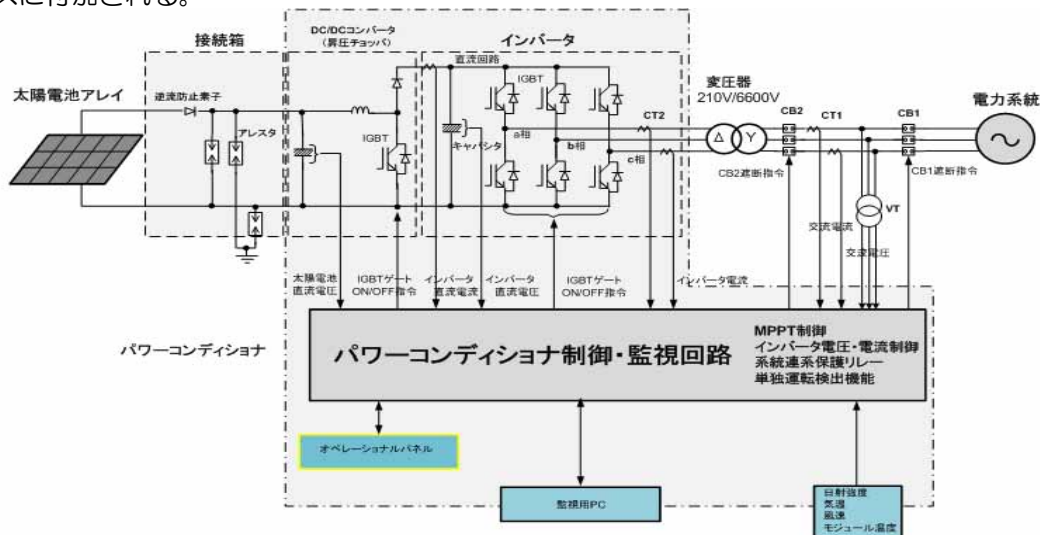 スに付加される。
接続箱
DC/DCコンバータ
(昇圧チョッパ)
インバータ
太陽電池アレイ
逆流防止素子
アレスタ
IGBT
直流回路
IGBT
キャパシタ
a相
b相
c相
CT2
変圧器
210V/6600V
CB2
CT1
CB1
電力系統
CB2遮断指令
CB1遮断指令
VT
交流電流
交流電圧
太陽電池
直流電圧
IGBTゲート
ON/OFF指令
インバータ
直流電流
インバータ
直流電圧
IGBTゲート
ON/OFF指令
インバータ電流
パワーコンディショナ
パワーコンディショナ制御・監視回路
MPPT制御
インバータ電圧・電流制御
系統連系保護リレー
単独運転検出機能
オペレーショナルパネル
監視用PC
日射強度
気温
風速
モジュール温度